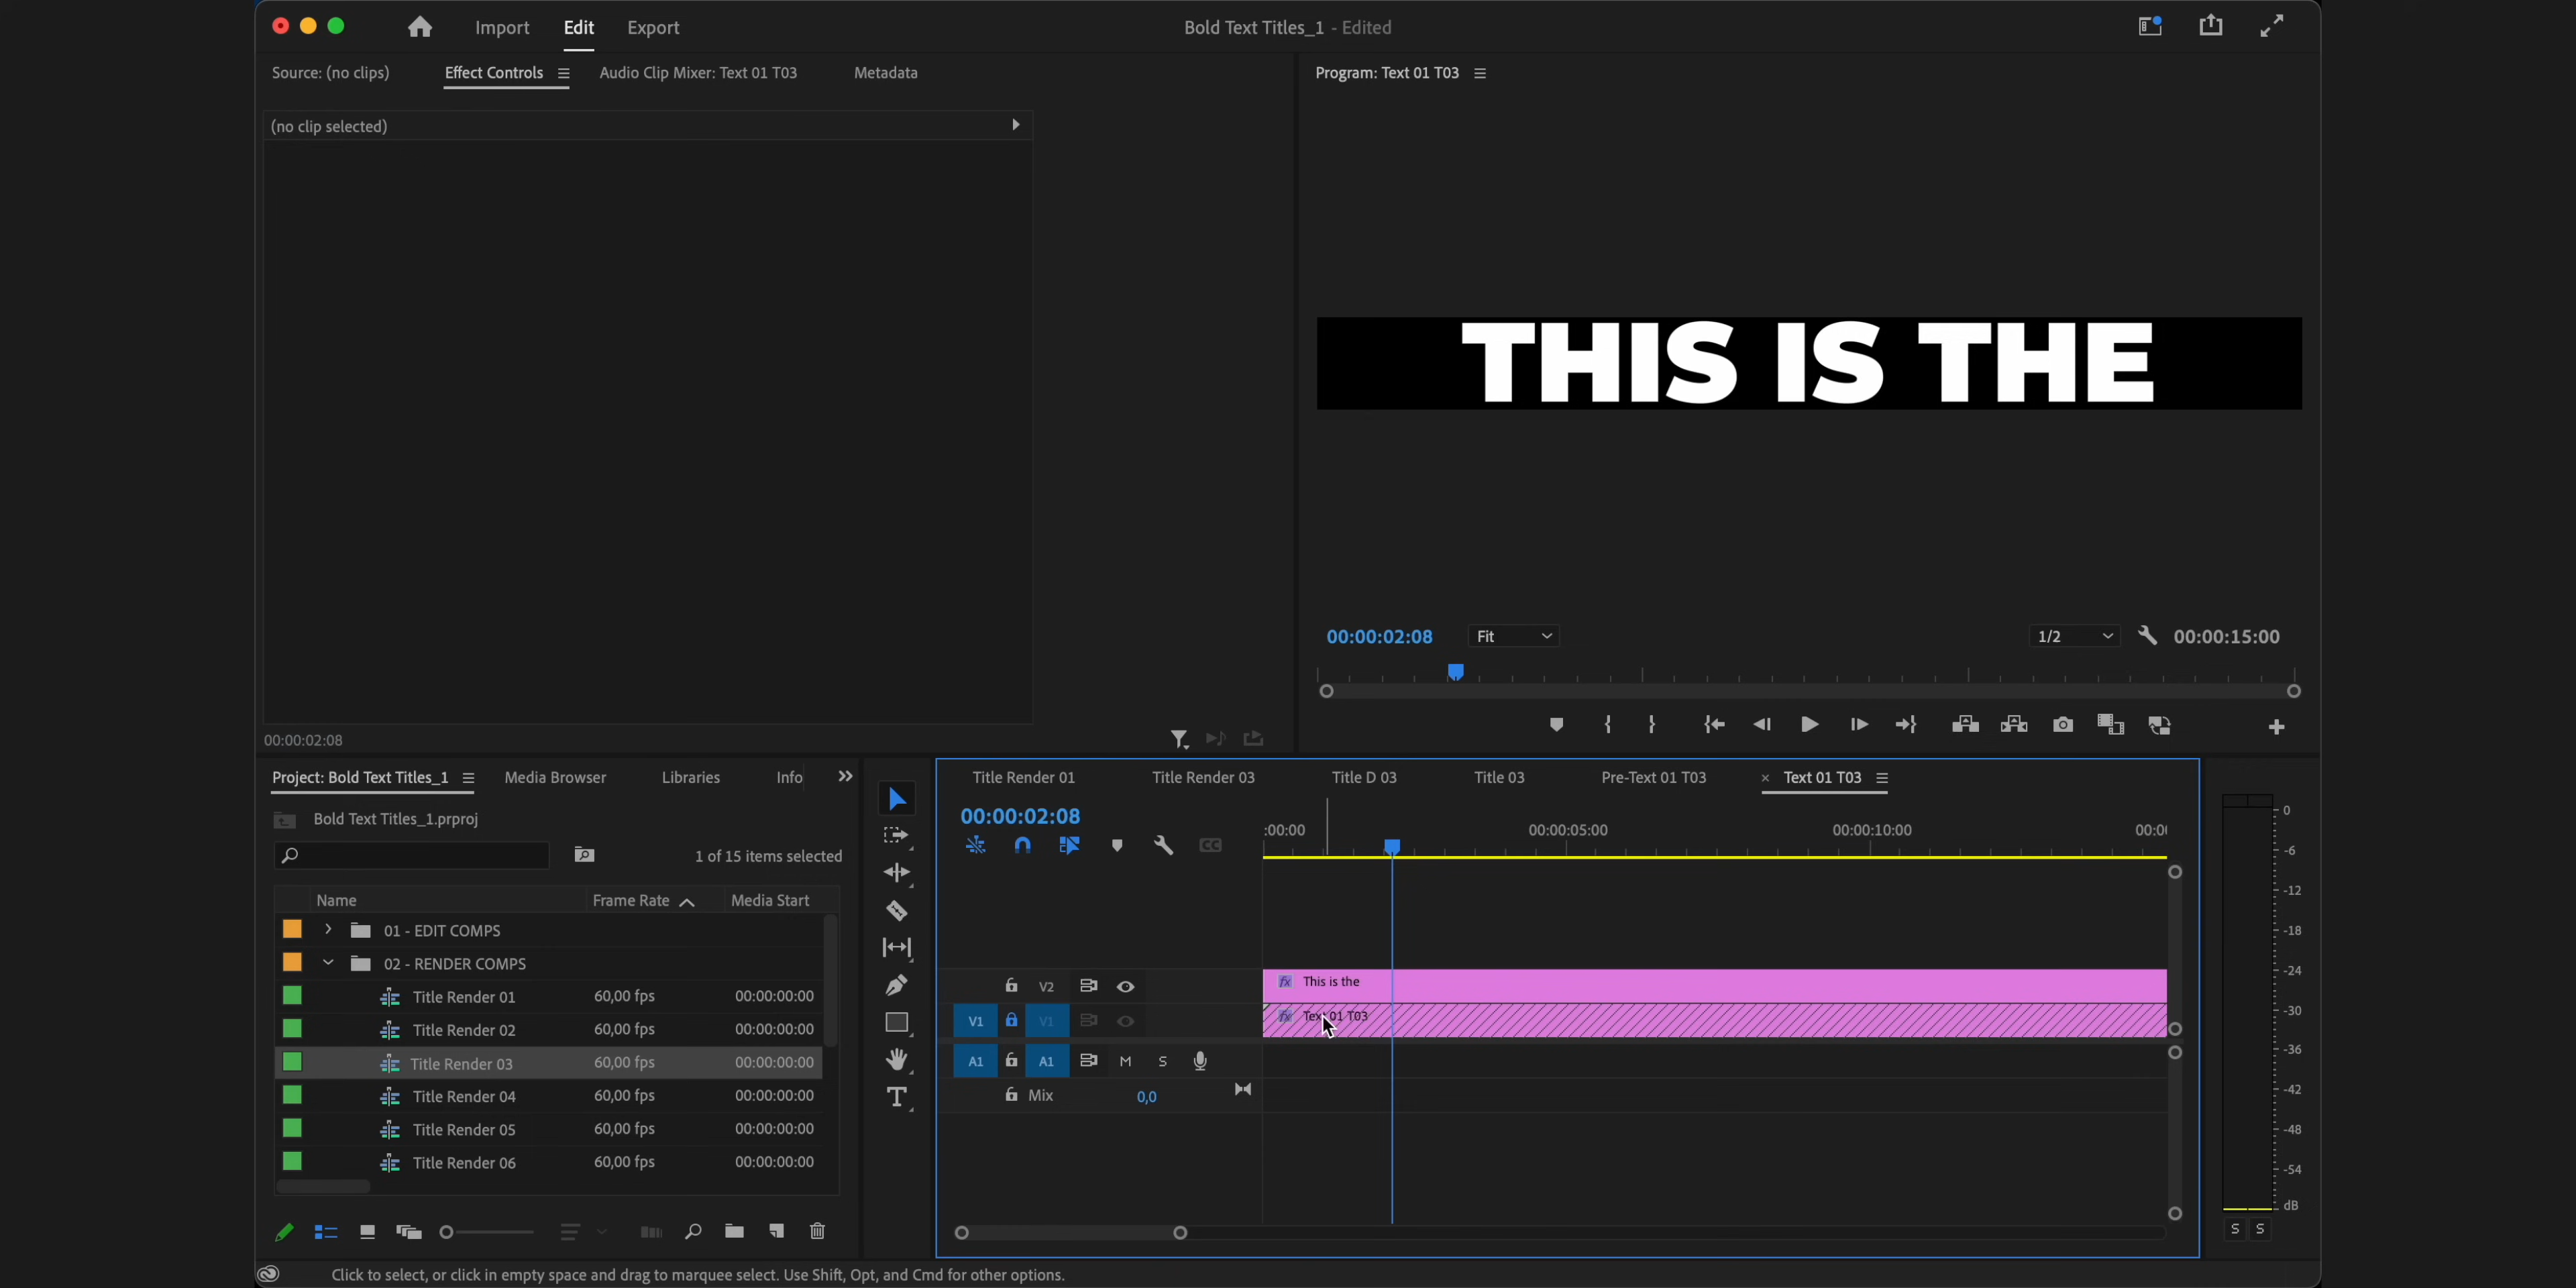 Import Edit Export
Bold Text Titles_1 - Edited
Source: (no clips) Effect Controls Audio Clip Mixer: Text 01 T03 Metadata
Program: Text 01 T03
(no clip selected)
THIS IS THE
00:00:02:08 Fit 1/2 00:00:15:00
00:00:02:08
Project: Bold Text Titles_1 Media Browser Libraries Info
Bold Text Titles_1.prproj
1 of 15 items selected
Name Frame Rate Media Start
01 - EDIT COMPS
02 - RENDER COMPS
Title Render 01 60,00 fps 00:00:00:00
Title Render 02 60,00 fps 00:00:00:00
Title Render 03 60,00 fps 00:00:00:00
Title Render 04 60,00 fps 00:00:00:00
Title Render 05 60,00 fps 00:00:00:00
Title Render 06 60,00 fps 00:00:00:00
Title Render 01 Title Render 03 Title D 03 Title 03 Pre-Text 01 T03 × Text 01 T03
00:00:02:08
:00:00 00:00:05:00 00:00:10:00 00:0
CC
V2 fx This is the
V1 V1 fx Text 01 T03
A1 A1 M S
Mix 0,0
0
-6
-12
-18
-24
-30
-36
-42
-48
-54
dB
S S
Click to select, or click in empty space and drag to marquee select. Use Shift, Opt, and Cmd for other options.